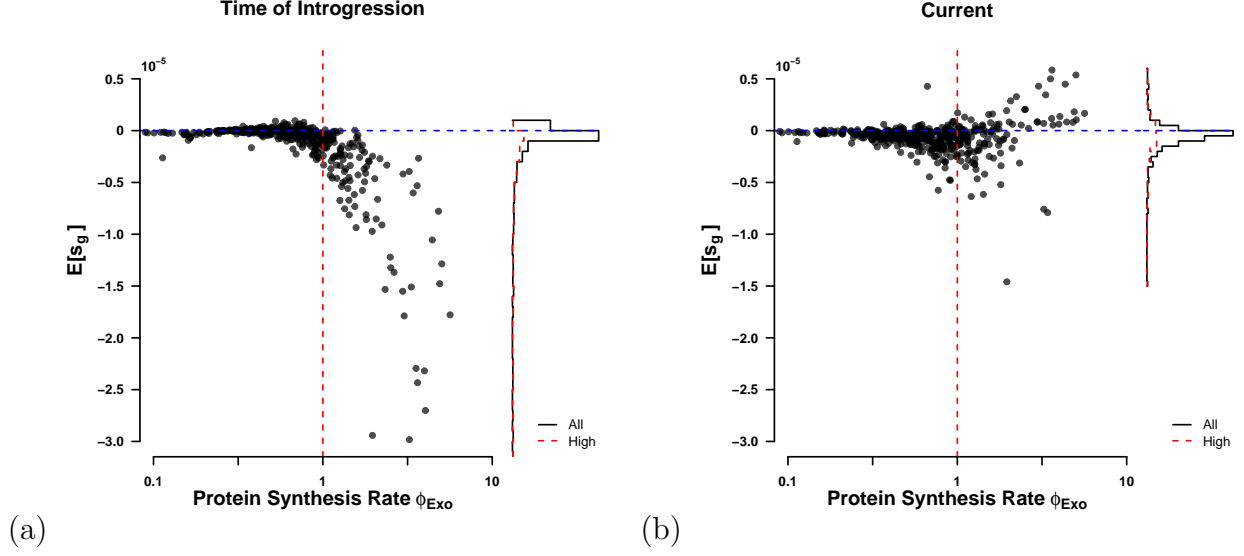 Time of Introgression
10⁻⁵
0.5
0
−0.5
−1.0
−1.5
−2.0
−2.5
−3.0
E[s_g]
All
High
0.1
1
10
Protein Synthesis Rate ϕ_Exo
(a)
Current
10⁻⁵
0.5
0
−0.5
−1.0
−1.5
−2.0
−2.5
−3.0
E[s_g]
All
High
0.1
1
10
Protein Synthesis Rate ϕ_Exo
(b)